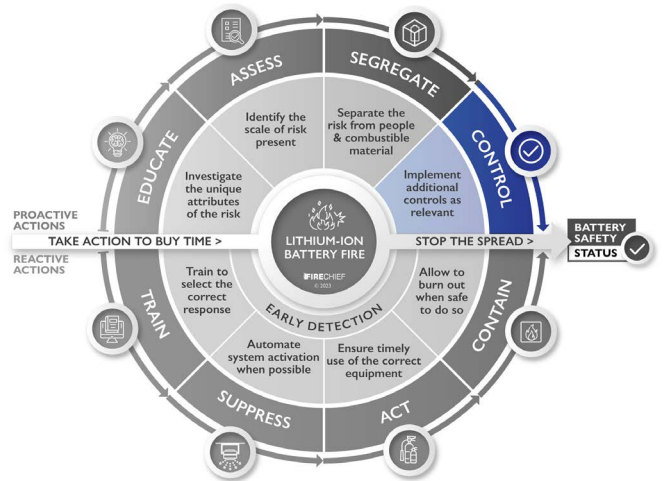 ASSESS
SEGREGATE
EDUCATE
CONTROL
Identify the
scale of risk
present
Separate the
risk from people
& combustible
material
Investigate
the unique
attributes
of the risk
Implement
additional
controls as
relevant
PROACTIVE
ACTIONS
TAKE ACTION TO BUY TIME >
REACTIVE
ACTIONS
LITHIUM-ION
BATTERY FIRE
FIRECHIEF
© 2023
STOP THE SPREAD >
BATTERY
SAFETY
STATUS
EARLY DETECTION
Train to
select the
correct
response
Allow to
burn out
when safe
to do so
Automate
system activation
when possible
Ensure timely
use of the correct
equipment
TRAIN
CONTAIN
SUPPRESS
ACT